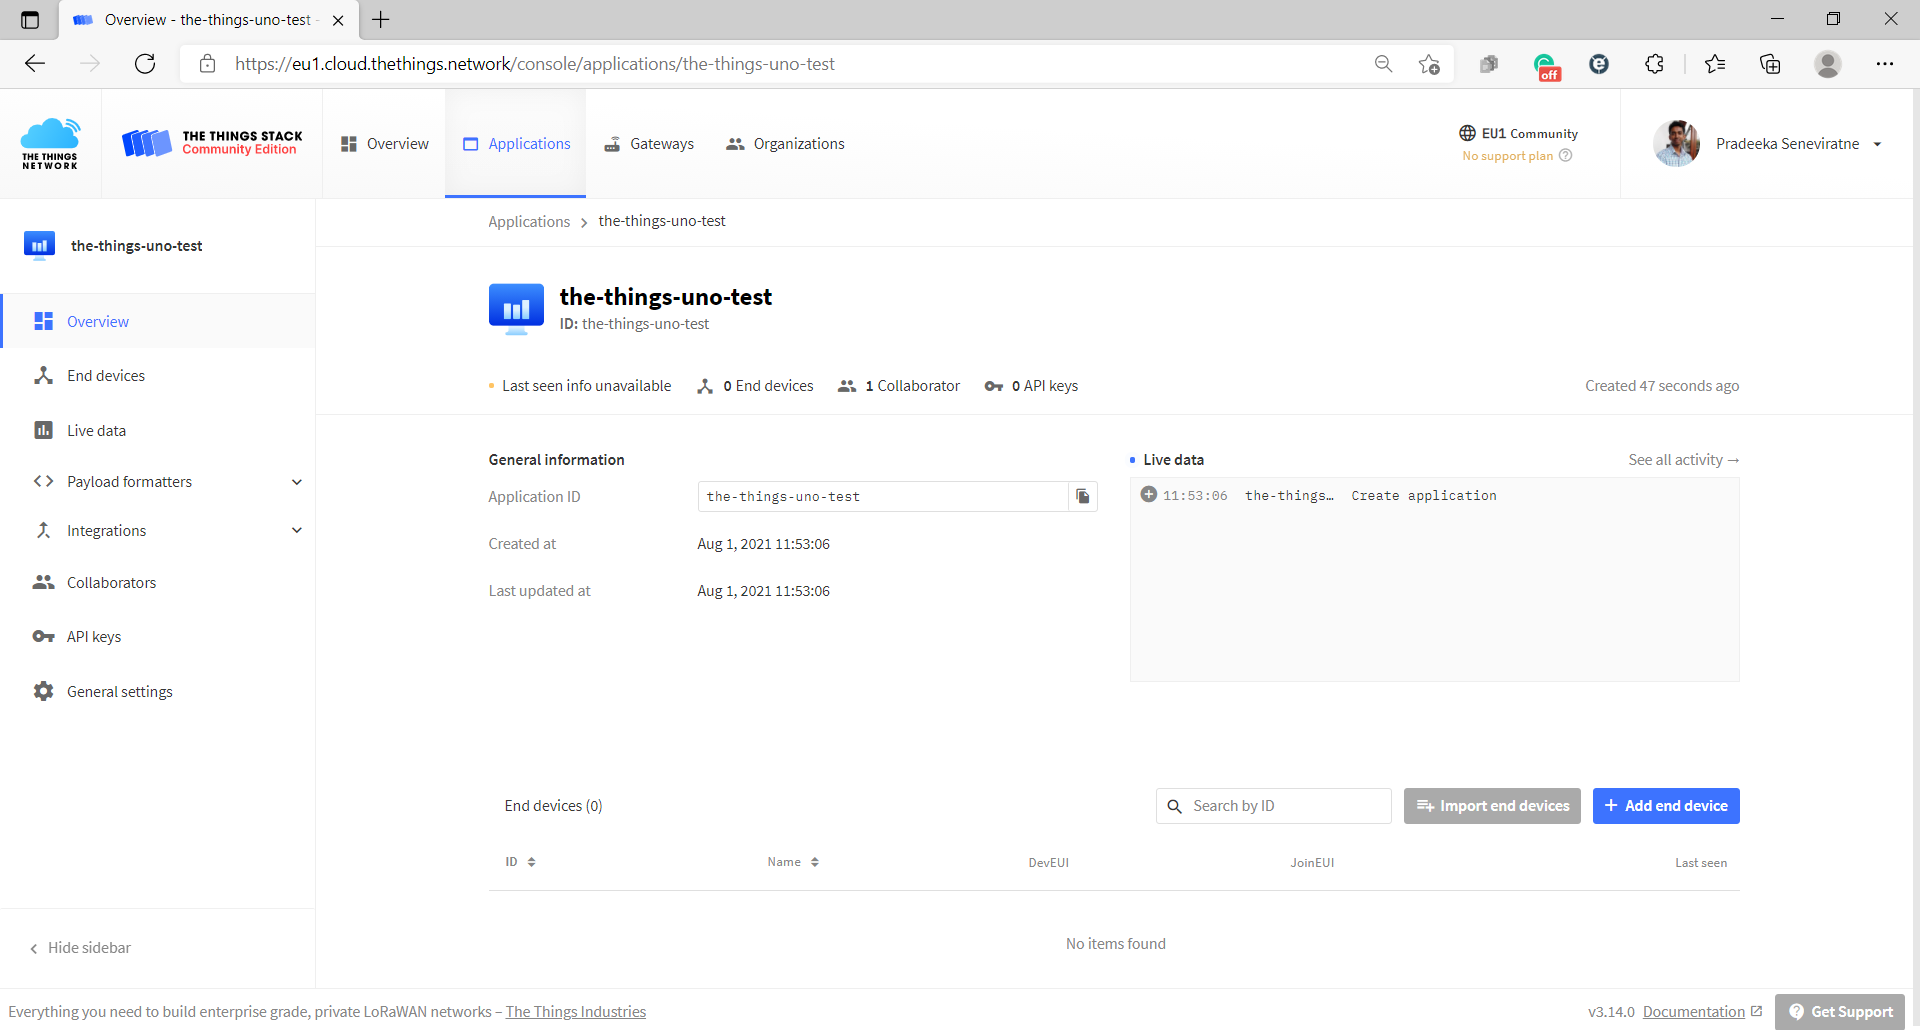 Overview - the-things-uno-test -
https://eu1.cloud.thethings.network/console/applications/the-things-uno-test
off
THE THINGS
NETWORK
THE THINGS STACK
Community Edition
Overview
Applications
Gateways
Organizations
EU1 Community
No support plan
Pradeeka Seneviratne
the-things-uno-test
Overview
End devices
Live data
Payload formatters
Integrations
Collaborators
API keys
General settings
Hide sidebar
Applications > the-things-uno-test
the-things-uno-test
ID: the-things-uno-test
Last seen info unavailable
0 End devices
1 Collaborator
0 API keys
Created 47 seconds ago
General information
Application ID
the-things-uno-test
Created at
Aug 1, 2021 11:53:06
Last updated at
Aug 1, 2021 11:53:06
Live data
See all activity →
11:53:06 the-things… Create application
End devices (0)
Search by ID
Import end devices
+ Add end device
ID
Name
DevEUI
JoinEUI
Last seen
No items found
Everything you need to build enterprise grade, private LoRaWAN networks – The Things Industries
v3.14.0
Documentation
Get Support